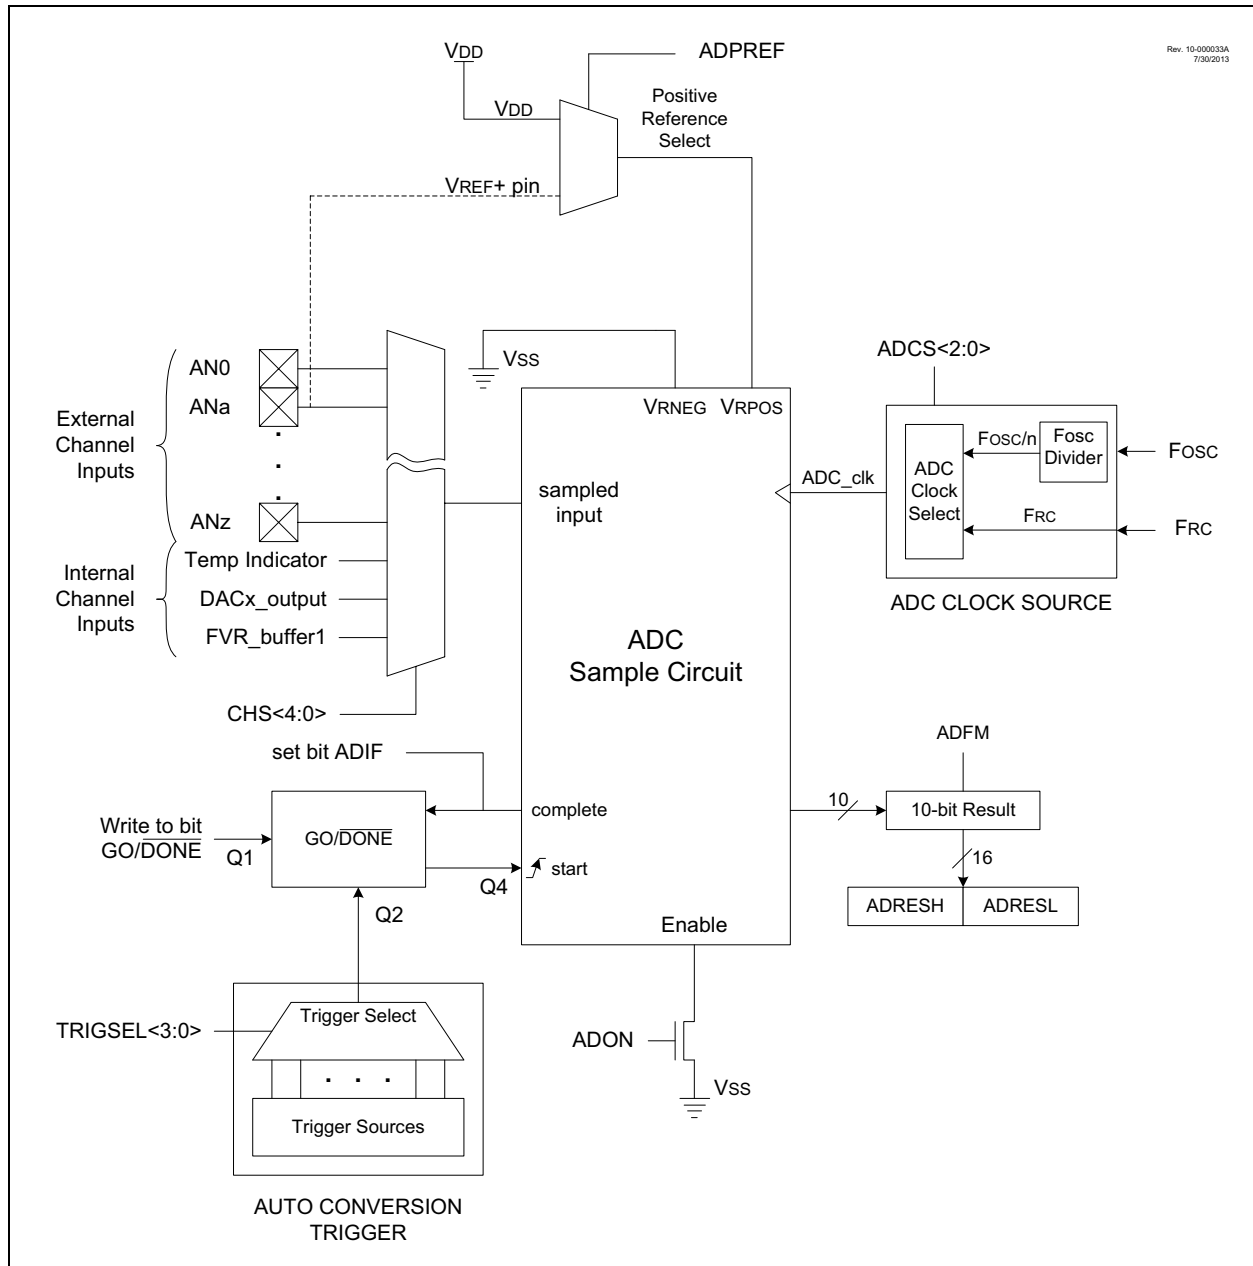 Rev. 10-000033A
7/30/2013
VDD
ADPREF
VDD
Positive
Reference
Select
VREF+ pin
External
Channel
Inputs
AN0
ANa
ANz
Internal
Channel
Inputs
Temp Indicator
DACx_output
FVR_buffer1
CHS<4:0>
VSS
VRNEG
VRPOS
sampled
input
ADC
Sample Circuit
ADC_clk
ADCS<2:0>
ADC
Clock
Select
FOSC/n
Fosc
Divider
FOSC
FRC
FRC
ADC CLOCK SOURCE
set bit ADIF
complete
Write to bit
GO/DONE
Q1
GO/DONE
Q4
start
Q2
Enable
ADFM
10
10-bit Result
16
ADRESH
ADRESL
TRIGSEL<3:0>
Trigger Select
. . .
Trigger Sources
AUTO CONVERSION
TRIGGER
ADON
VSS